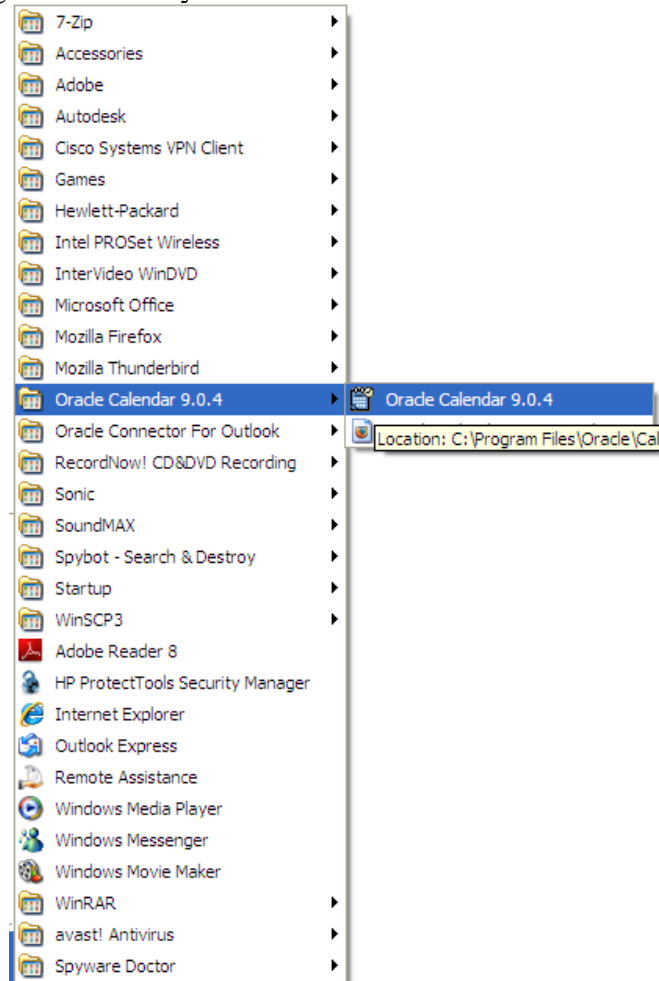 7-Zip
Accessories
Adobe
Autodesk
Cisco Systems VPN Client
Games
Hewlett-Packard
Intel PROSet Wireless
InterVideo WinDVD
Microsoft Office
Mozilla Firefox
Mozilla Thunderbird
Oracle Calendar 9.0.4
Oracle Calendar 9.0.4
Oracle Connector For Outlook
Location: C:\Program Files\Oracle\Cal
RecordNow! CD&DVD Recording
Sonic
SoundMAX
Spybot - Search & Destroy
Startup
WinSCP3
Adobe Reader 8
HP ProtectTools Security Manager
Internet Explorer
Outlook Express
Remote Assistance
Windows Media Player
Windows Messenger
Windows Movie Maker
WinRAR
avast! Antivirus
Spyware Doctor